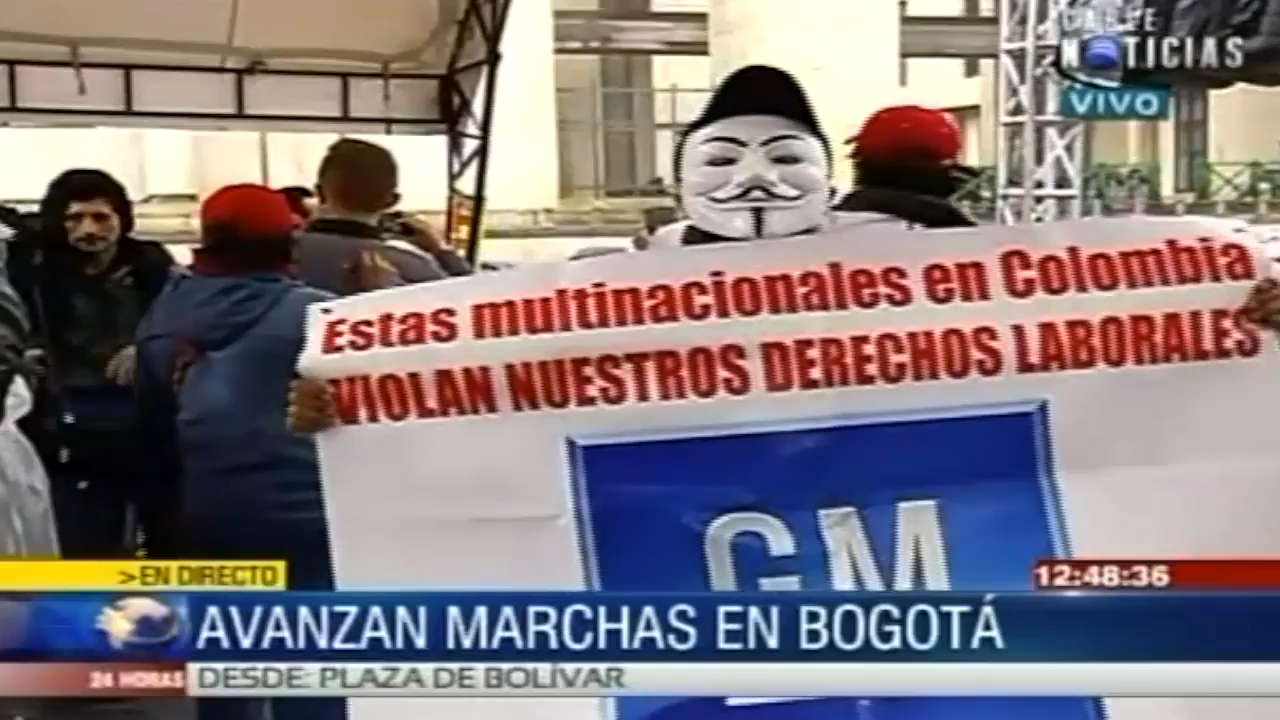 CABLE
NOTICIAS
VIVO
Estas multinacionales en Colombia
VIOLAN NUESTROS DERECHOS LABORALES
GM
>EN DIRECTO
12:48:36
AVANZAN MARCHAS EN BOGOTÁ
24 HORAS
DESDE: PLAZA DE BOLÍVAR